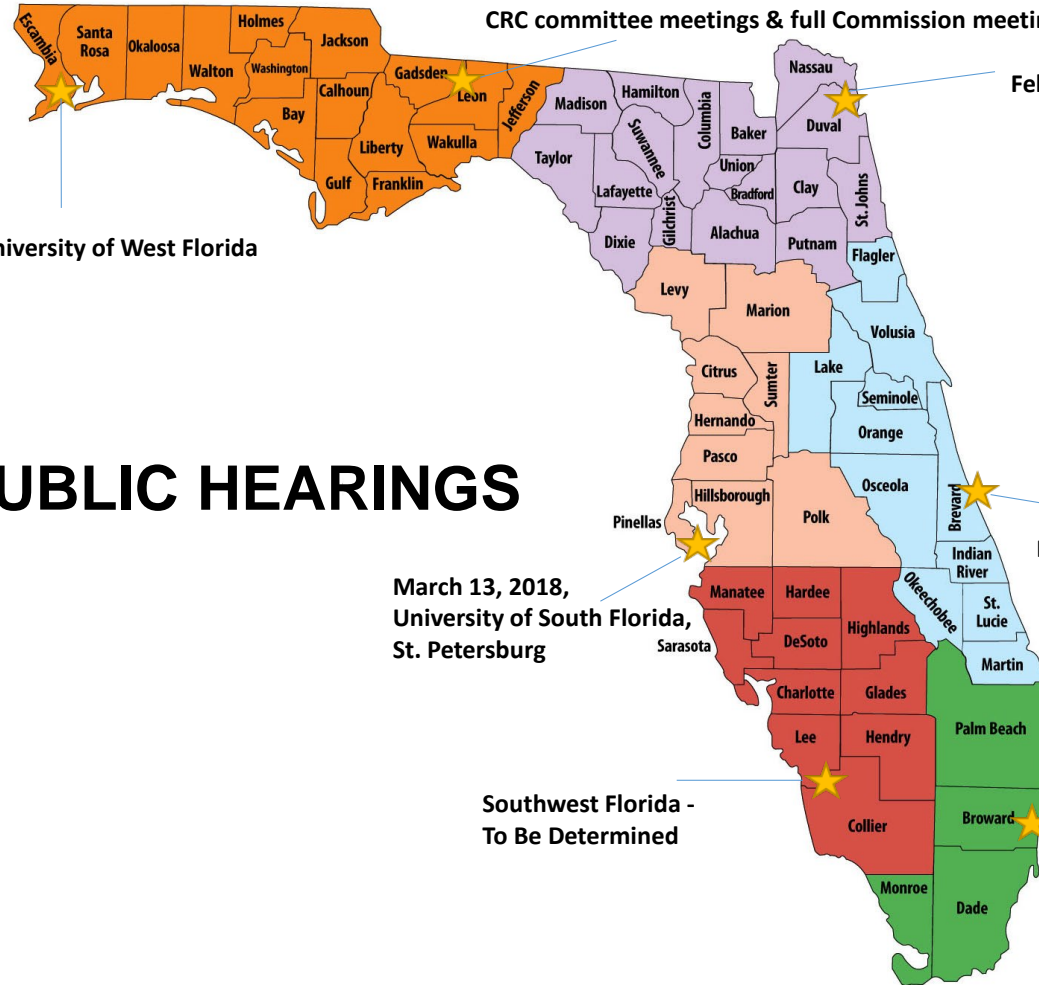 CRC committee meetings & full Commission meetin
Escambia
Santa
Rosa
Okaloosa
Holmes
Jackson
Walton
Washington
Calhoun
Bay
Gadsden
Leon
Jefferson
Liberty
Wakulla
Gulf
Franklin
Madison
Hamilton
Suwannee
Columbia
Baker
Nassau
Duval
Fe
Taylor
Lafayette
Union
Bradford
Clay
St. Johns
Dixie
Gilchrist
Alachua
Putnam
Flagler
niversity of West Florida
Levy
Marion
Volusia
Citrus
Sumter
Lake
Seminole
Hernando
Orange
Pasco
UBLIC HEARINGS
Hillsborough
Polk
Osceola
Brevard
Pinellas
Indian
River
March 13, 2018,
University of South Florida,
St. Petersburg
Manatee
Hardee
Highlands
Okeechobee
St.
Lucie
Sarasota
DeSoto
Martin
Charlotte
Glades
Lee
Hendry
Palm Beach
Southwest Florida -
To Be Determined
Collier
Broward
Monroe
Dade